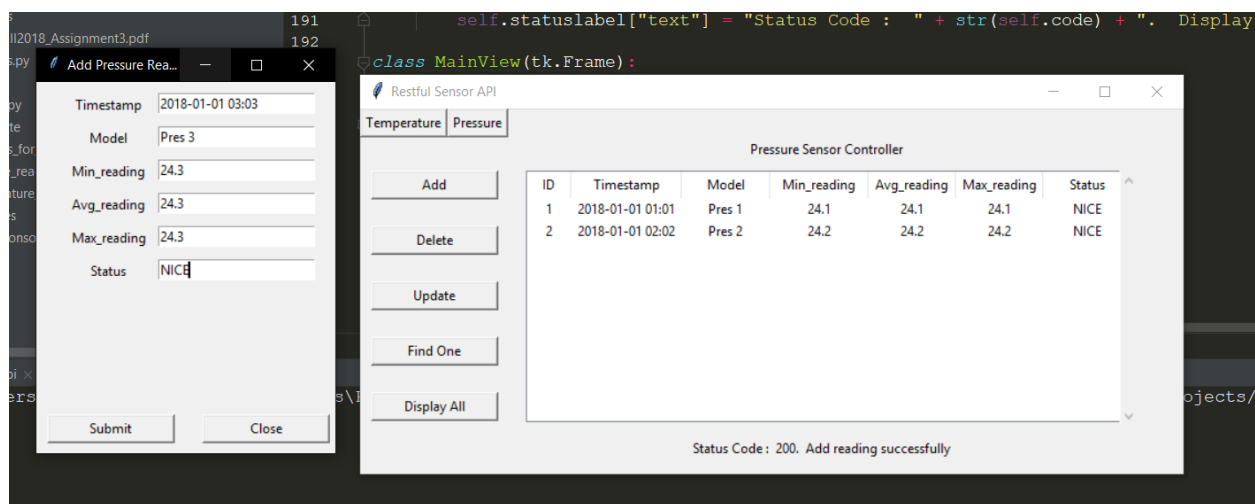 191 self.statuslabel["text"] = "Status Code :  " + str(self.code) + ".  Display
ll2018_Assignment3.pdf
192
s.py
class MainView(tk.Frame):
Add Pressure Rea...
Timestamp 2018-01-01 03:03
Model Pres 3
Min_reading 24.3
Avg_reading 24.3
Max_reading 24.3
Status NICE
Submit Close
Restful Sensor API
Temperature Pressure
Pressure Sensor Controller
Add
Delete
Update
Find One
Display All
ID Timestamp Model Min_reading Avg_reading Max_reading Status
1 2018-01-01 01:01 Pres 1 24.1 24.1 24.1 NICE
2 2018-01-01 02:02 Pres 2 24.2 24.2 24.2 NICE
Status Code : 200. Add reading successfully
ojects/